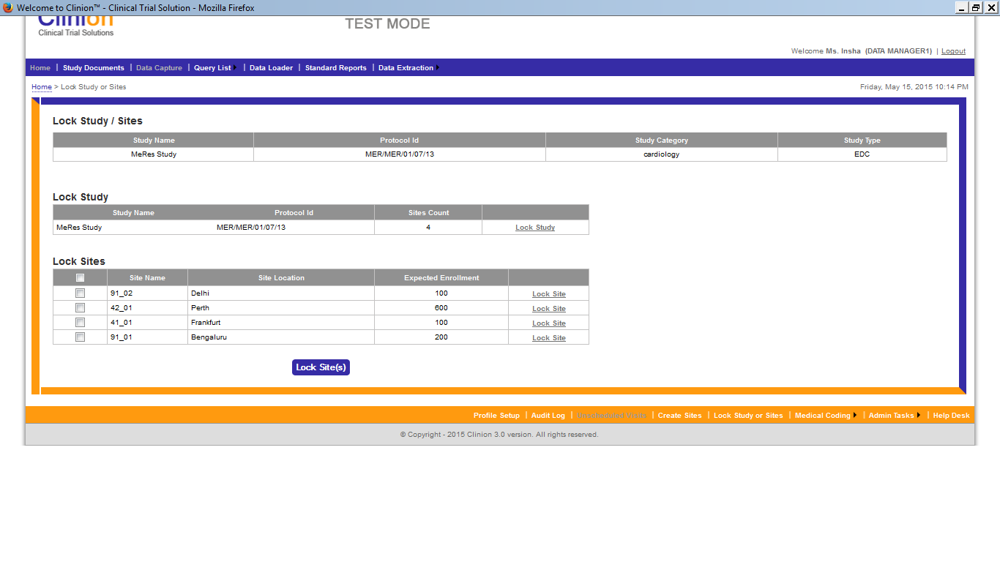 Welcome to Clinion™ - Clinical Trial Solution - Mozilla Firefox
Clinion
Clinical Trial Solutions
TEST MODE
Welcome Ms. Insha (DATA MANAGER1) | Logout
Home | Study Documents | Data Capture | Query List | Data Loader | Standard Reports | Data Extraction
Home > Lock Study or Sites
Friday, May 15, 2015 10:14 PM
Lock Study / Sites
Study Name Protocol Id Study Category Study Type
MeRes Study MER/MER/01/07/13 cardiology EDC
Lock Study
Study Name Protocol Id Sites Count
MeRes Study MER/MER/01/07/13 4 Lock Study
Lock Sites
Site Name Site Location Expected Enrollment
91_02 Delhi 100 Lock Site
42_01 Perth 600 Lock Site
41_01 Frankfurt 100 Lock Site
91_01 Bengaluru 200 Lock Site
Lock Site(s)
Profile Setup | Audit Log | Unscheduled Visits | Create Sites | Lock Study or Sites | Medical Coding | Admin Tasks | Help Desk
© Copyright - 2015 Clinion 3.0 version. All rights reserved.